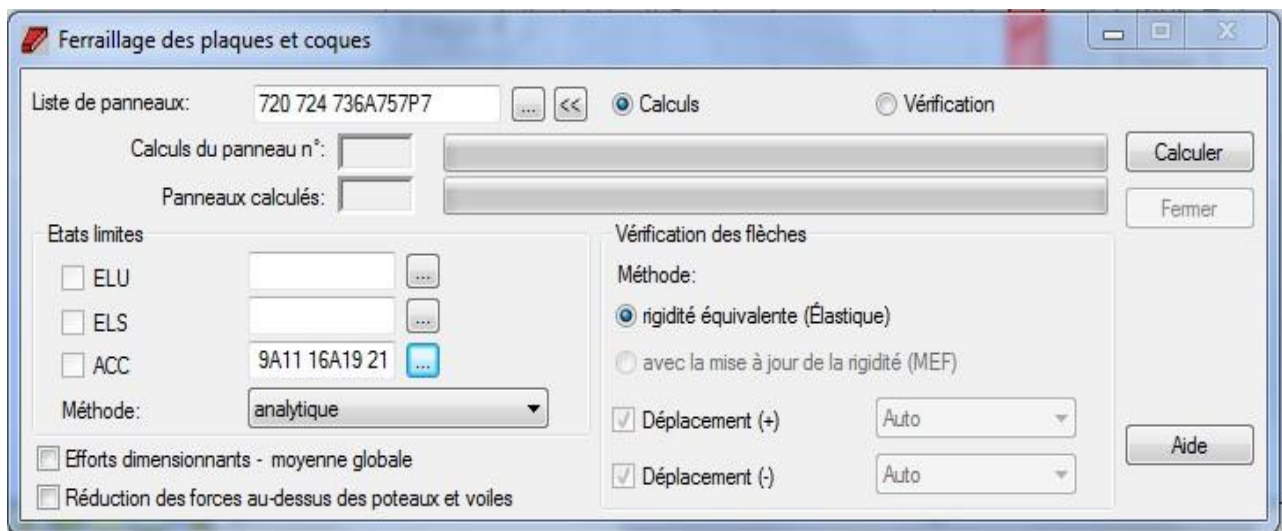 Ferraillage des plaques et coques
Liste de panneaux: 720 724 736A757P7 ... << Calculs Vérification
Calculs du panneau n°: Calculer
Panneaux calculés: Fermer
Etats limites Vérification des flèches
ELU ... Méthode:
ELS ... rigidité équivalente (Élastique)
ACC 9A11 16A19 21 ... avec la mise à jour de la rigidité (MEF)
Méthode: analytique Déplacement (+) Auto
Efforts dimensionnants - moyenne globale Aide
Réduction des forces au-dessus des poteaux et voiles Déplacement (-) Auto